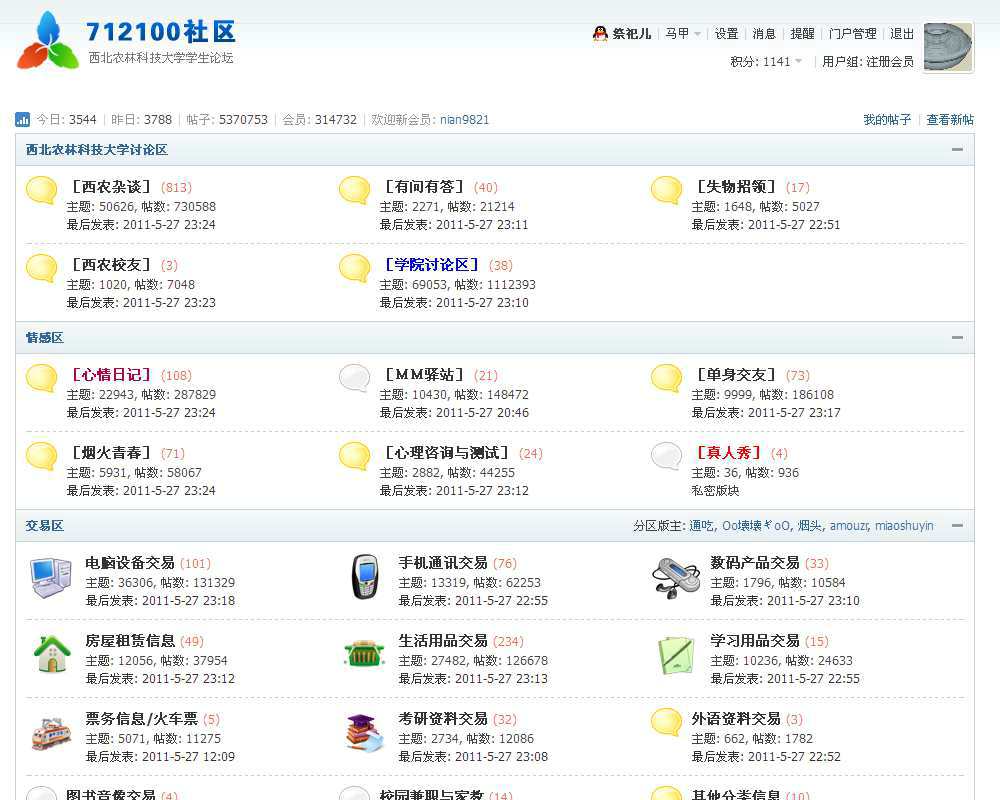 712100社区
西北农林科技大学学生论坛
祭祀儿 马甲 设置 消息 提醒 门户管理 退出
积分: 1141 用户组: 注册会员
今日: 3544 昨日: 3788 帖子: 5370753 会员: 314732 欢迎新会员: nian9821 我的帖子 查看新帖
西北农林科技大学讨论区
[西农杂谈] (813) [有问有答] (40) [失物招领] (17)
主题: 50626, 帖数: 730588 主题: 2271, 帖数: 21214 主题: 1648, 帖数: 5027
最后发表: 2011-5-27 23:24 最后发表: 2011-5-27 23:11 最后发表: 2011-5-27 22:51
[西农校友] (3) [学院讨论区] (38)
主题: 1020, 帖数: 7048 主题: 69053, 帖数: 1112393
最后发表: 2011-5-27 23:23 最后发表: 2011-5-27 23:10
情感区
[心情日记] (108) [MM驿站] (21) [单身交友] (73)
主题: 22943, 帖数: 287829 主题: 10430, 帖数: 148472 主题: 9999, 帖数: 186108
最后发表: 2011-5-27 23:24 最后发表: 2011-5-27 20:46 最后发表: 2011-5-27 23:17
[烟火青春] (71) [心理咨询与测试] (24) [真人秀] (4)
主题: 5931, 帖数: 58067 主题: 2882, 帖数: 44255 主题: 36, 帖数: 936
最后发表: 2011-5-27 23:24 最后发表: 2011-5-27 23:12 私密版块
交易区 分区版主: 通吃, Oo壊壊ギoO, 烟头, amouzr, miaoshuyin
电脑设备交易 (101) 手机通讯交易 (76) 数码产品交易 (33)
主题: 36306, 帖数: 131329 主题: 13319, 帖数: 62253 主题: 1796, 帖数: 10584
最后发表: 2011-5-27 23:18 最后发表: 2011-5-27 22:55 最后发表: 2011-5-27 23:10
房屋租赁信息 (49) 生活用品交易 (234) 学习用品交易 (15)
主题: 12056, 帖数: 37954 主题: 27482, 帖数: 126678 主题: 10236, 帖数: 24633
最后发表: 2011-5-27 23:12 最后发表: 2011-5-27 23:13 最后发表: 2011-5-27 22:55
票务信息/火车票 (5) 考研资料交易 (32) 外语资料交易 (3)
主题: 5071, 帖数: 11275 主题: 2734, 帖数: 12086 主题: 662, 帖数: 1782
最后发表: 2011-5-27 12:09 最后发表: 2011-5-27 23:08 最后发表: 2011-5-27 22:52
图书音像交易 (4) 校园兼职与家教 (14) 其他分类信息 (10)